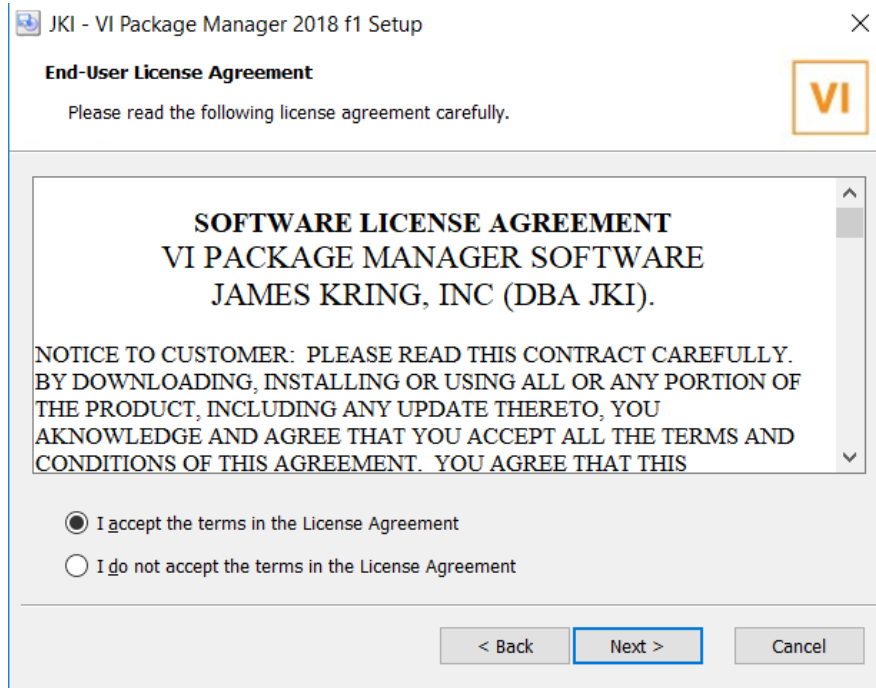 JKI - VI Package Manager 2018 f1 Setup
End-User License Agreement
Please read the following license agreement carefully.
VI
SOFTWARE LICENSE AGREEMENT
VI PACKAGE MANAGER SOFTWARE
JAMES KRING, INC (DBA JKI).
NOTICE TO CUSTOMER:  PLEASE READ THIS CONTRACT CAREFULLY.
BY DOWNLOADING, INSTALLING OR USING ALL OR ANY PORTION OF
THE PRODUCT, INCLUDING ANY UPDATE THERETO, YOU
AKNOWLEDGE AND AGREE THAT YOU ACCEPT ALL THE TERMS AND
CONDITIONS OF THIS AGREEMENT.  YOU AGREE THAT THIS
I accept the terms in the License Agreement
I do not accept the terms in the License Agreement
< Back Next > Cancel